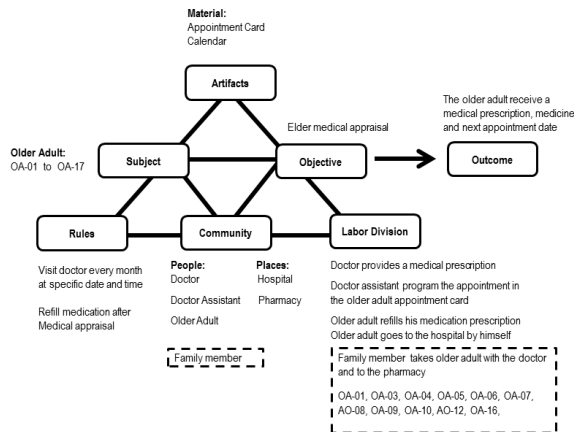 Material:
Appointment Card
Calendar
Artifacts
The older adult receive a
medical prescription, medicine
and next appointment date
Elder medical appraisal
Older Adult:
OA-01 to OA-17
Subject
Objective
Outcome
Rules
Community
Labor Division
Visit doctor every month
at specific date and time
Refill medication after
Medical appraisal
People:
Doctor
Doctor Assistant
Older Adult
Family member
Places:
Hospital
Pharmacy
Doctor provides a medical prescription
Doctor assistant program the appointment in
the older adult appointment card
Older adult refills his medication prescription
Older adult goes to the hospital by himself
Family member takes older adult with the doctor
and to the pharmacy
OA-01, OA-03, OA-04, OA-05, OA-06, OA-07,
AO-08, OA-09, OA-10, AO-12, OA-16,